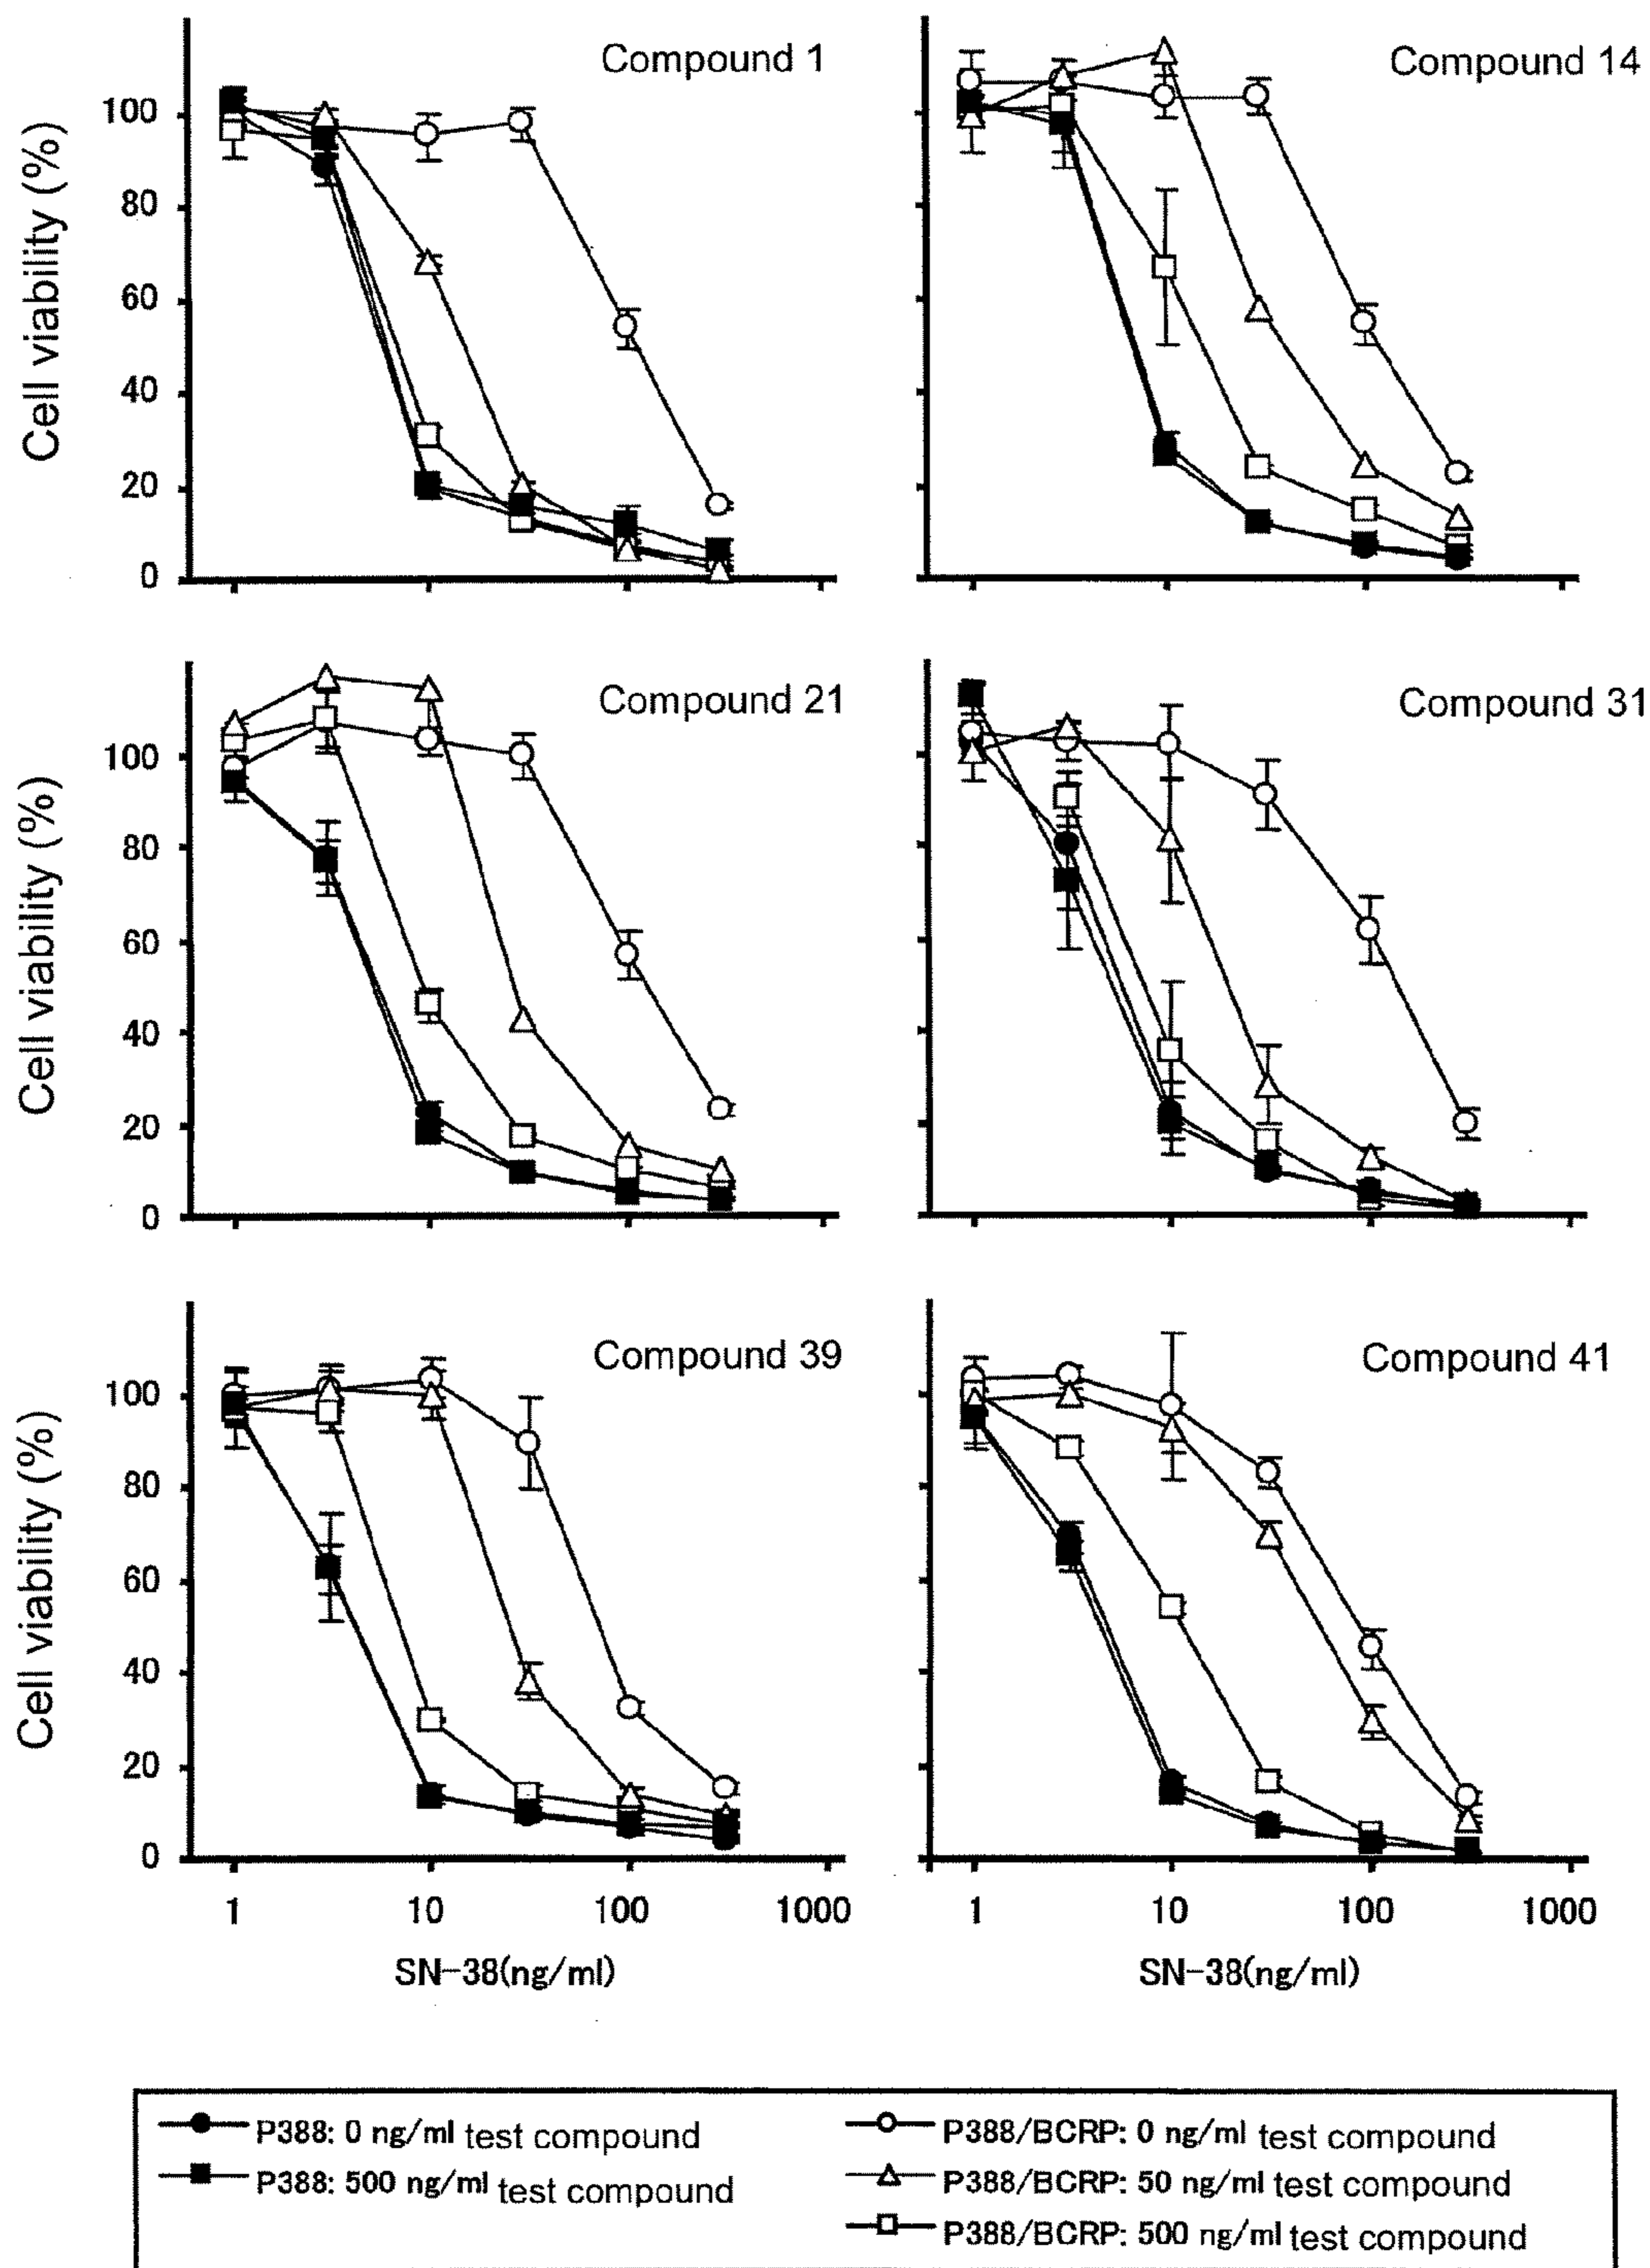 Compound 1
Compound 14
Cell viability (%)
100
80
60
40
20
0
Compound 21
Compound 31
Cell viability (%)
100
80
60
40
20
0
Compound 39
Compound 41
Cell viability (%)
100
80
60
40
20
0
1 10 100 1000
1 10 100 1000
SN-38(ng/ml)
SN-38(ng/ml)
P388: 0 ng/ml test compound
P388: 500 ng/ml test compound
P388/BCRP: 0 ng/ml test compound
P388/BCRP: 50 ng/ml test compound
P388/BCRP: 500 ng/ml test compound